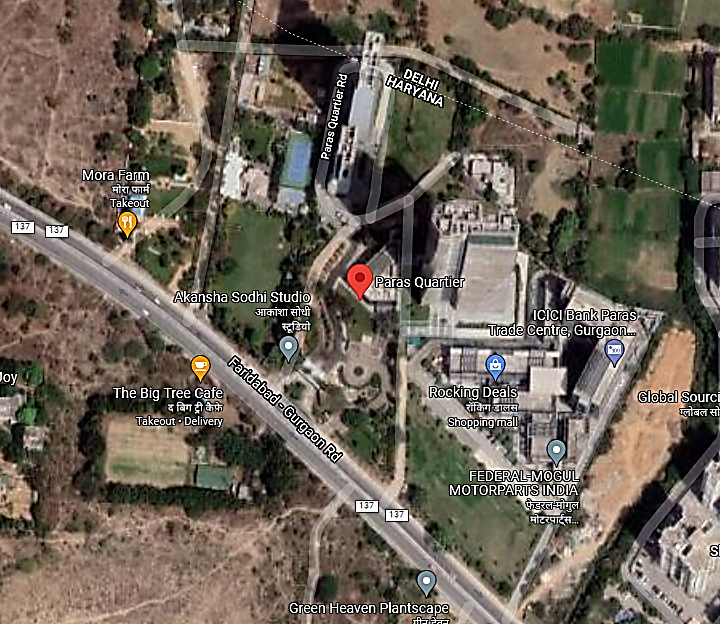 DELHI
HARYANA
Paras Quartier Rd
Mora Farm
मोरा फार्म
Takeout
137
137
Paras Quartier
Akansha Sodhi Studio
आकांशा सोधी
स्टूडियो
ICICI Bank Paras
Trade Centre, Gurgaon...
Joy
The Big Tree Cafe
द बिग ट्री कैफे
Takeout • Delivery
Faridabad - Gurgaon Rd
Rocking Deals
रॉकिंग डाल्स
Shopping mall
Global Sourci
ग्लोबल सो
FEDERAL-MOGUL
MOTORPARTS INDIA
फेडरल-मोगुल
मोटरपार्ट्स...
137
137
Green Heaven Plantscape